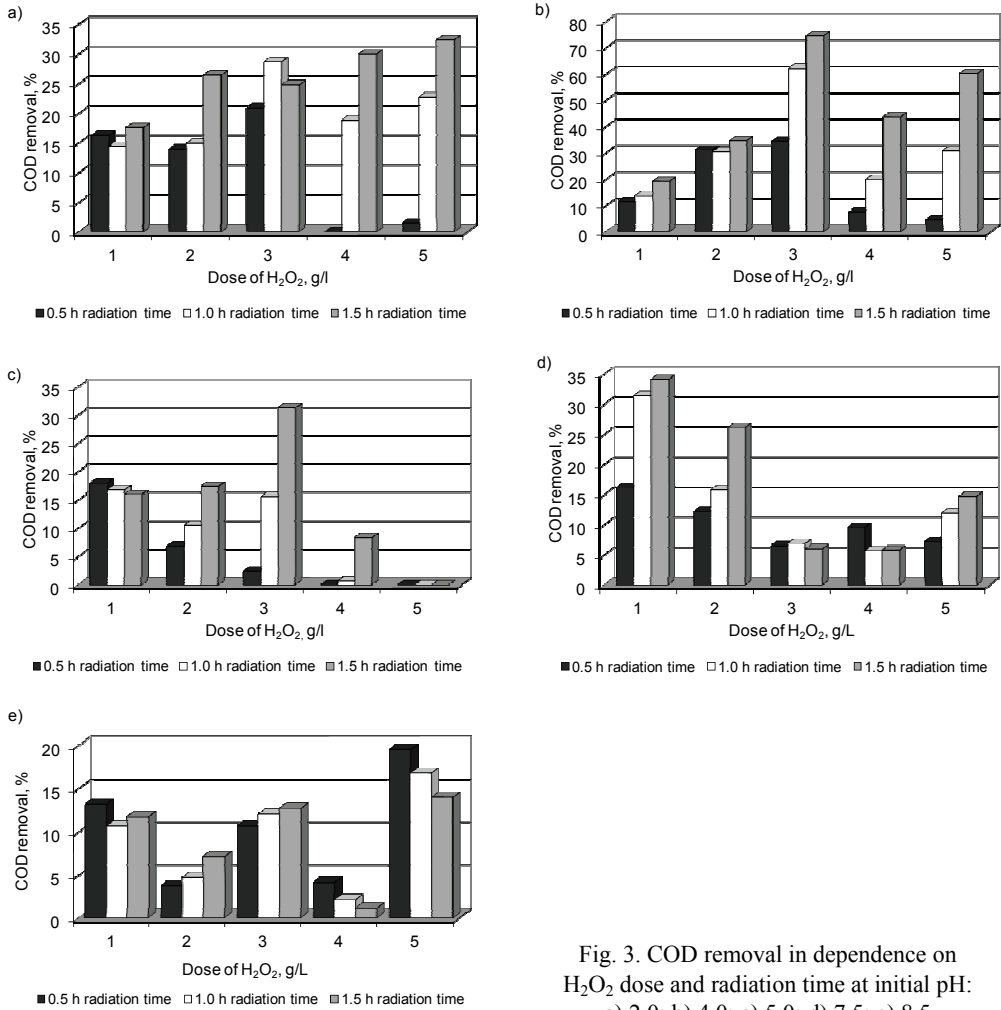 a)
COD removal, %
35
30
25
20
15
10
5
0
1 2 3 4 5
Dose of H₂O₂, g/l
0.5 h radiation time 1.0 h radiation time 1.5 h radiation time
b)
COD removal, %
80
70
60
50
40
30
20
10
0
1 2 3 4 5
Dose of H₂O₂, g/l
0.5 h radiation time 1.0 h radiation time 1.5 h radiation time
c)
COD removal, %
35
30
25
20
15
10
5
0
1 2 3 4 5
Dose of H₂O₂, g/l
0.5 h radiation time 1.0 h radiation time 1.5 h radiation time
d)
COD removal, %
35
30
25
20
15
10
5
0
1 2 3 4 5
Dose of H₂O₂, g/L
0.5 h radiation time 1.0 h radiation time 1.5 h radiation time
e)
COD removal, %
20
15
10
5
0
1 2 3 4 5
Dose of H₂O₂, g/L
0.5 h radiation time 1.0 h radiation time 1.5 h radiation time
Fig. 3. COD removal in dependence on
H₂O₂ dose and radiation time at initial pH: